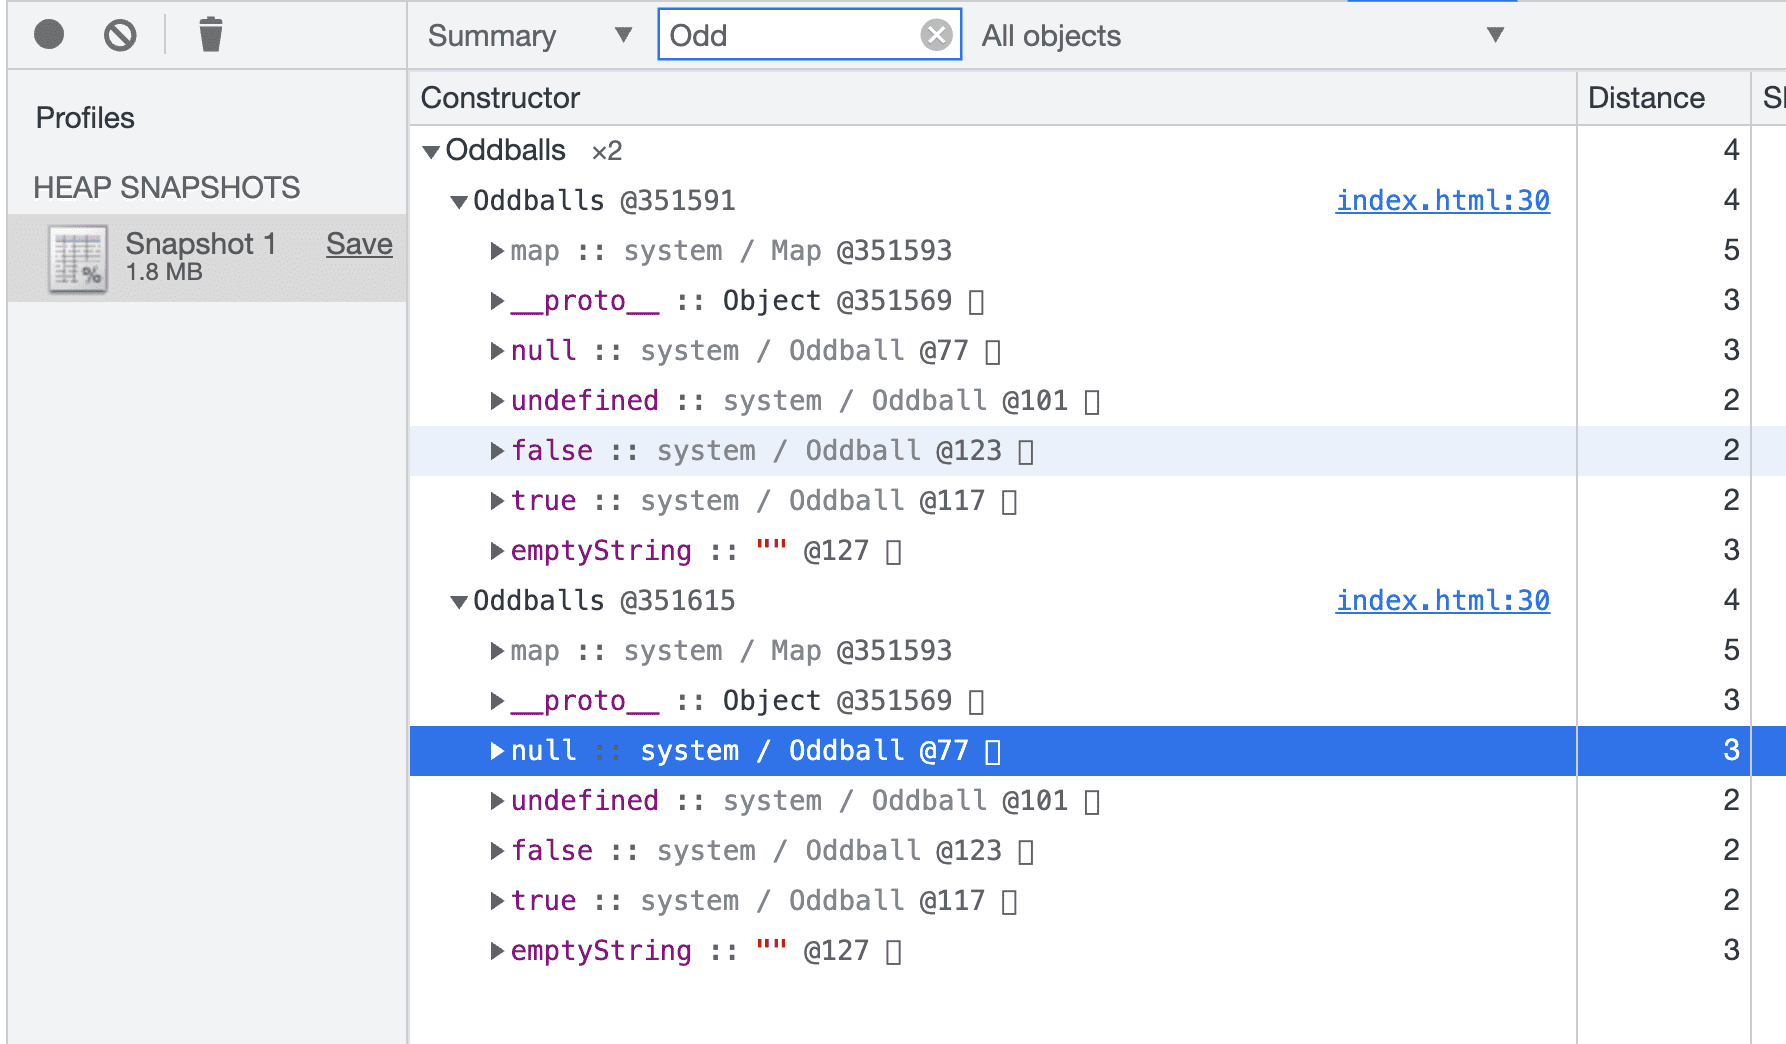 Summary ▼ Odd All objects ▼
Profiles
HEAP SNAPSHOTS
Snapshot 1 Save
1.8 MB
Constructor Distance
▼Oddballs ×2 4
▼Oddballs @351591 index.html:30 4
▶map :: system / Map @351593 5
▶__proto__ :: Object @351569 ▯ 3
▶null :: system / Oddball @77 ▯ 3
▶undefined :: system / Oddball @101 ▯ 2
▶false :: system / Oddball @123 ▯ 2
▶true :: system / Oddball @117 ▯ 2
▶emptyString :: "" @127 ▯ 3
▼Oddballs @351615 index.html:30 4
▶map :: system / Map @351593 5
▶__proto__ :: Object @351569 ▯ 3
▶null :: system / Oddball @77 ▯ 3
▶undefined :: system / Oddball @101 ▯ 2
▶false :: system / Oddball @123 ▯ 2
▶true :: system / Oddball @117 ▯ 2
▶emptyString :: "" @127 ▯ 3